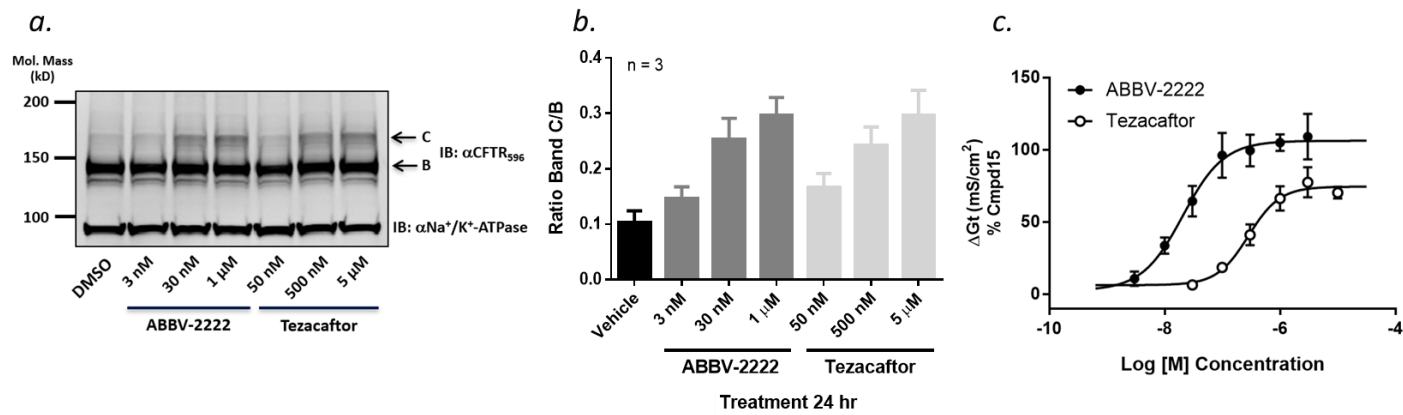 a.
Mol. Mass
(kD)
200
150
100
C
IB: αCFTR596
B
IB: αNa+/K+-ATPase
DMSO
3 nM
30 nM
1 µM
50 nM
500 nM
5 µM
ABBV-2222
Tezacaftor
b.
n = 3
Ratio Band C/B
0.4
0.3
0.2
0.1
0.0
Vehicle
3 nM
30 nM
1 µM
50 nM
500 nM
5 µM
ABBV-2222
Tezacaftor
Treatment 24 hr
c.
ABBV-2222
Tezacaftor
ΔGt (mS/cm2)
% Cmpd15
150
100
50
0
-10
-8
-6
-4
Log [M] Concentration